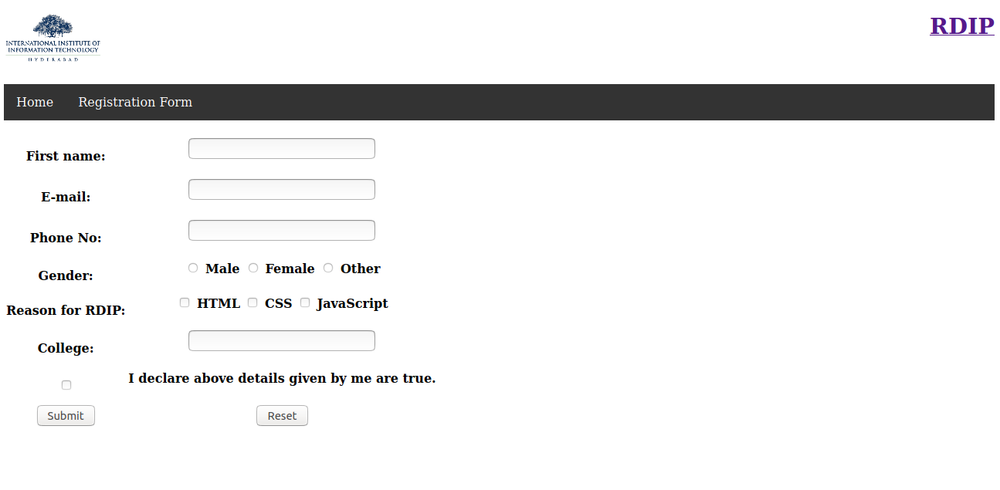 INTERNATIONAL INSTITUTE OF
INFORMATION TECHNOLOGY
HYDERABAD
RDIP
Home Registration Form
First name:
E-mail:
Phone No:
Gender: Male Female Other
Reason for RDIP: HTML CSS JavaScript
College:
I declare above details given by me are true.
Submit Reset